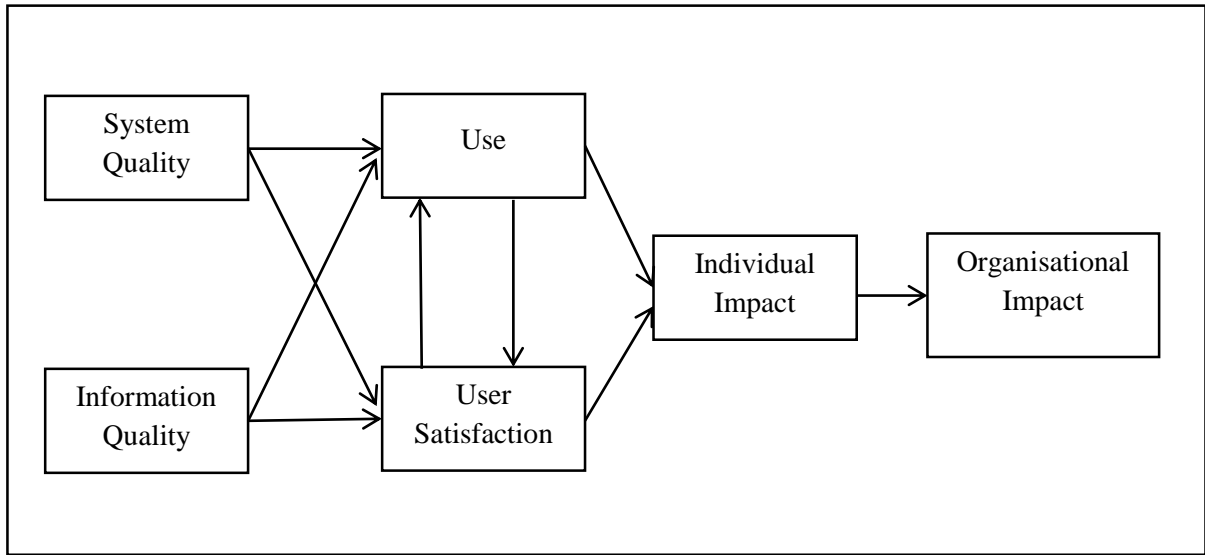 System
Quality
Use
Individual
Impact
Organisational
Impact
Information
Quality
User
Satisfaction